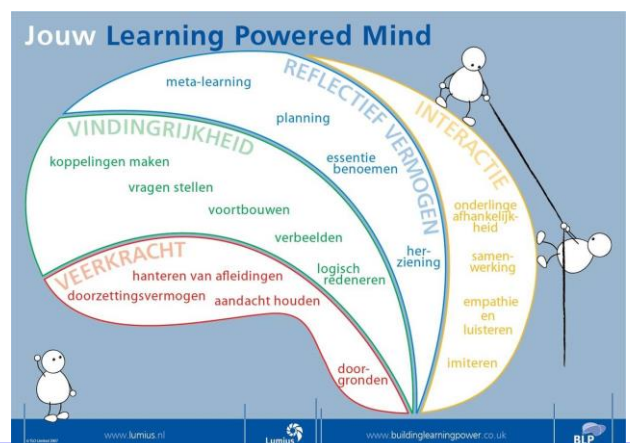 Jouw Learning Powered Mind
REFLECTIEF VERMOGEN
meta-learning
planning
essentie
benoemen
her-
ziening
VINDINGRIJKHEID
koppelingen maken
vragen stellen
voortbouwen
verbeelden
logisch
redeneren
VEERKRACHT
hanteren van afleidingen
doorzettingsvermogen
aandacht houden
door-
gronden
INTERACTIE
onderlinge
afhankelijk-
heid
samen-
werking
empathie
en
luisteren
imiteren
www.lumius.nl
Lumius
www.buildinglearningpower.co.uk
BLP